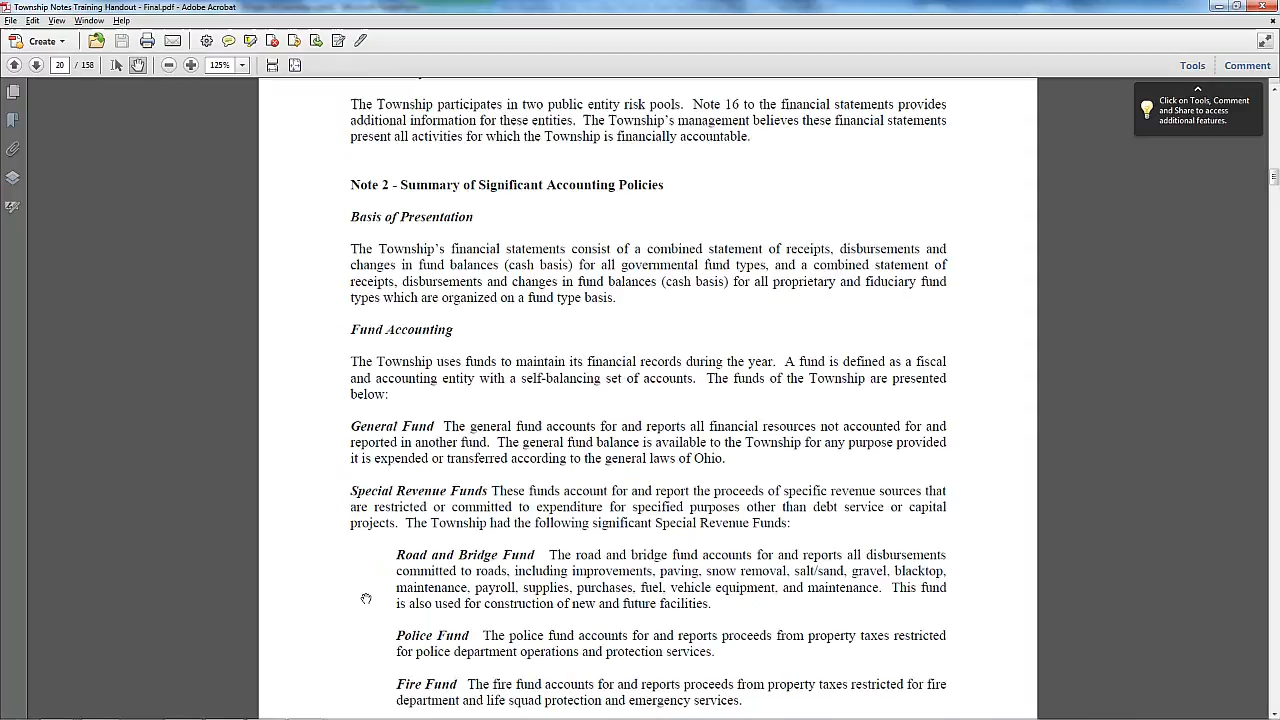 Township Notes Training Handout - Final.pdf - Adobe Acrobat
File Edit View Window Help
Create
20 / 158 125% Tools Comment
Click on Tools, Comment
and Share to access
additional features.
The Township participates in two public entity risk pools. Note 16 to the financial statements provides
additional information for these entities. The Township's management believes these financial statements
present all activities for which the Township is financially accountable.
Note 2 - Summary of Significant Accounting Policies
Basis of Presentation
The Township's financial statements consist of a combined statement of receipts, disbursements and
changes in fund balances (cash basis) for all governmental fund types, and a combined statement of
receipts, disbursements and changes in fund balances (cash basis) for all proprietary and fiduciary fund
types which are organized on a fund type basis.
Fund Accounting
The Township uses funds to maintain its financial records during the year. A fund is defined as a fiscal
and accounting entity with a self-balancing set of accounts. The funds of the Township are presented
below:
General Fund The general fund accounts for and reports all financial resources not accounted for and
reported in another fund. The general fund balance is available to the Township for any purpose provided
it is expended or transferred according to the general laws of Ohio.
Special Revenue Funds These funds account for and report the proceeds of specific revenue sources that
are restricted or committed to expenditure for specified purposes other than debt service or capital
projects. The Township had the following significant Special Revenue Funds:
Road and Bridge Fund The road and bridge fund accounts for and reports all disbursements
committed to roads, including improvements, paving, snow removal, salt/sand, gravel, blacktop,
maintenance, payroll, supplies, purchases, fuel, vehicle equipment, and maintenance. This fund
is also used for construction of new and future facilities.
Police Fund The police fund accounts for and reports proceeds from property taxes restricted
for police department operations and protection services.
Fire Fund The fire fund accounts for and reports proceeds from property taxes restricted for fire
department and life squad protection and emergency services.